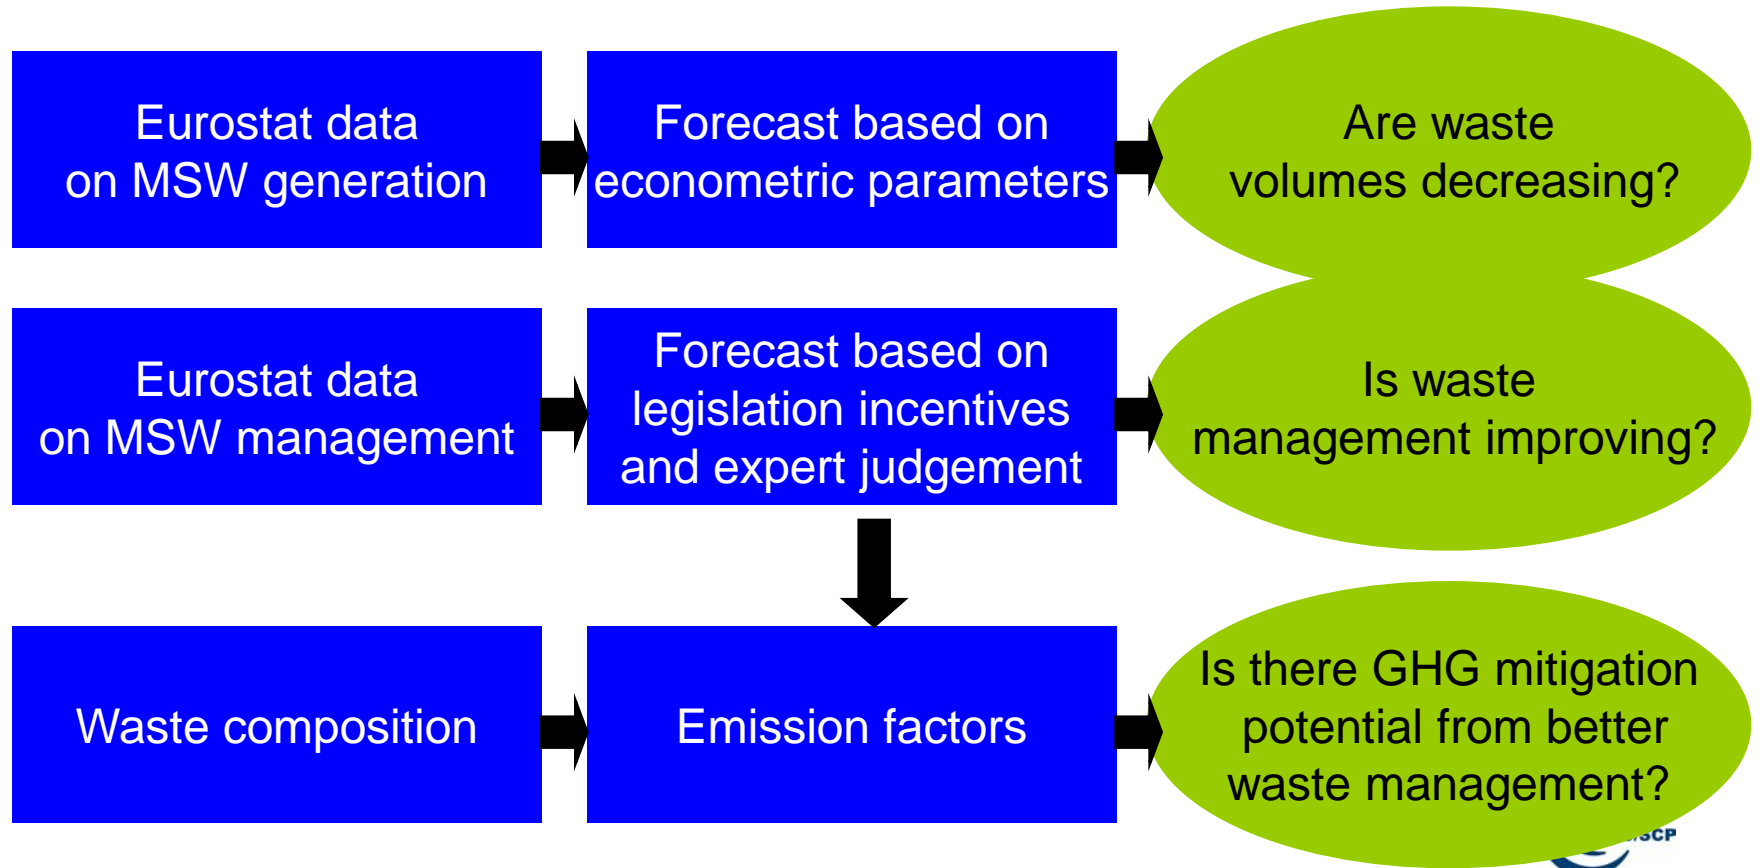 Eurostat data
on MSW generation
Forecast based on
econometric parameters
Are waste
volumes decreasing?
Eurostat data
on MSW management
Forecast based on
legislation incentives
and expert judgement
Is waste
management improving?
Waste composition
Emission factors
Is there GHG mitigation
potential from better
waste management?
/SCP